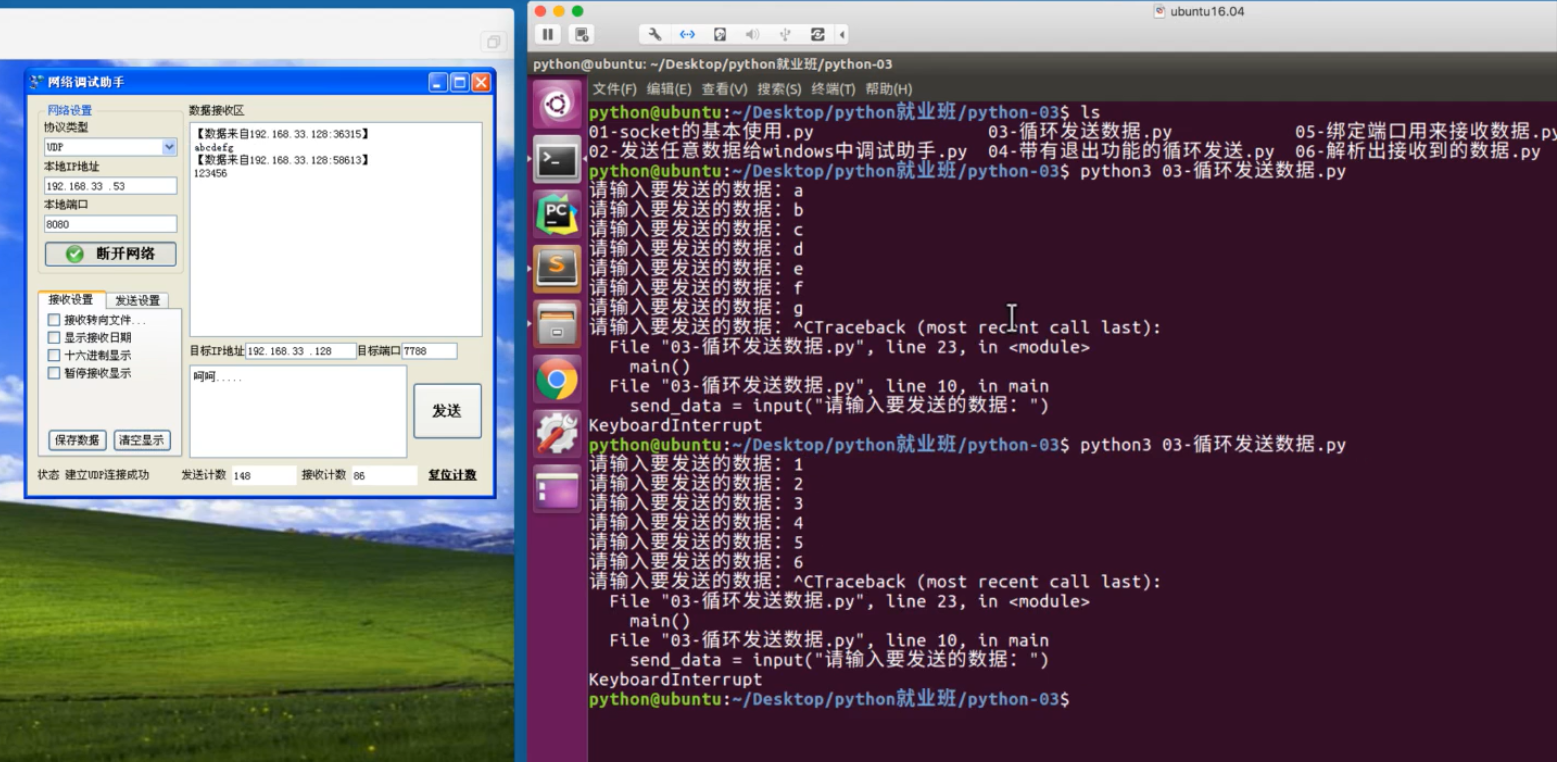 网络调试助手
网络设置
协议类型
UDP
本地IP地址
192.168.33 .53
本地端口
8080
断开网络
接收设置
发送设置
接收转向文件...
显示接收日期
十六进制显示
暂停接收显示
保存数据
清空显示
数据接收区
【数据来自192.168.33.128:36315】
abcdefg
【数据来自192.168.33.128:58613】
123456
目标IP地址 192.168.33 .128 目标端口 7788
呵呵.....
发送
状态 建立UDP连接成功 发送计数 148 接收计数 86 复位计数
ubuntu16.04
python@ubuntu: ~/Desktop/python就业班/python-03
文件(F) 编辑(E) 查看(V) 搜索(S) 终端(T) 帮助(H)
python@ubuntu:~/Desktop/python就业班/python-03$ ls
01-socket的基本使用.py 03-循环发送数据.py 05-绑定端口用来接收数据.py
02-发送任意数据给windows中调试助手.py 04-带有退出功能的循环发送.py 06-解析出接收到的数据.py
python@ubuntu:~/Desktop/python就业班/python-03$ python3 03-循环发送数据.py
请输入要发送的数据：a
请输入要发送的数据：b
请输入要发送的数据：c
请输入要发送的数据：d
请输入要发送的数据：e
请输入要发送的数据：f
请输入要发送的数据：g
请输入要发送的数据：^CTraceback (most recent call last):
File "03-循环发送数据.py", line 23, in <module>
main()
File "03-循环发送数据.py", line 10, in main
send_data = input("请输入要发送的数据：")
KeyboardInterrupt
python@ubuntu:~/Desktop/python就业班/python-03$ python3 03-循环发送数据.py
请输入要发送的数据：1
请输入要发送的数据：2
请输入要发送的数据：3
请输入要发送的数据：4
请输入要发送的数据：5
请输入要发送的数据：6
请输入要发送的数据：^CTraceback (most recent call last):
File "03-循环发送数据.py", line 23, in <module>
main()
File "03-循环发送数据.py", line 10, in main
send_data = input("请输入要发送的数据：")
KeyboardInterrupt
python@ubuntu:~/Desktop/python就业班/python-03$